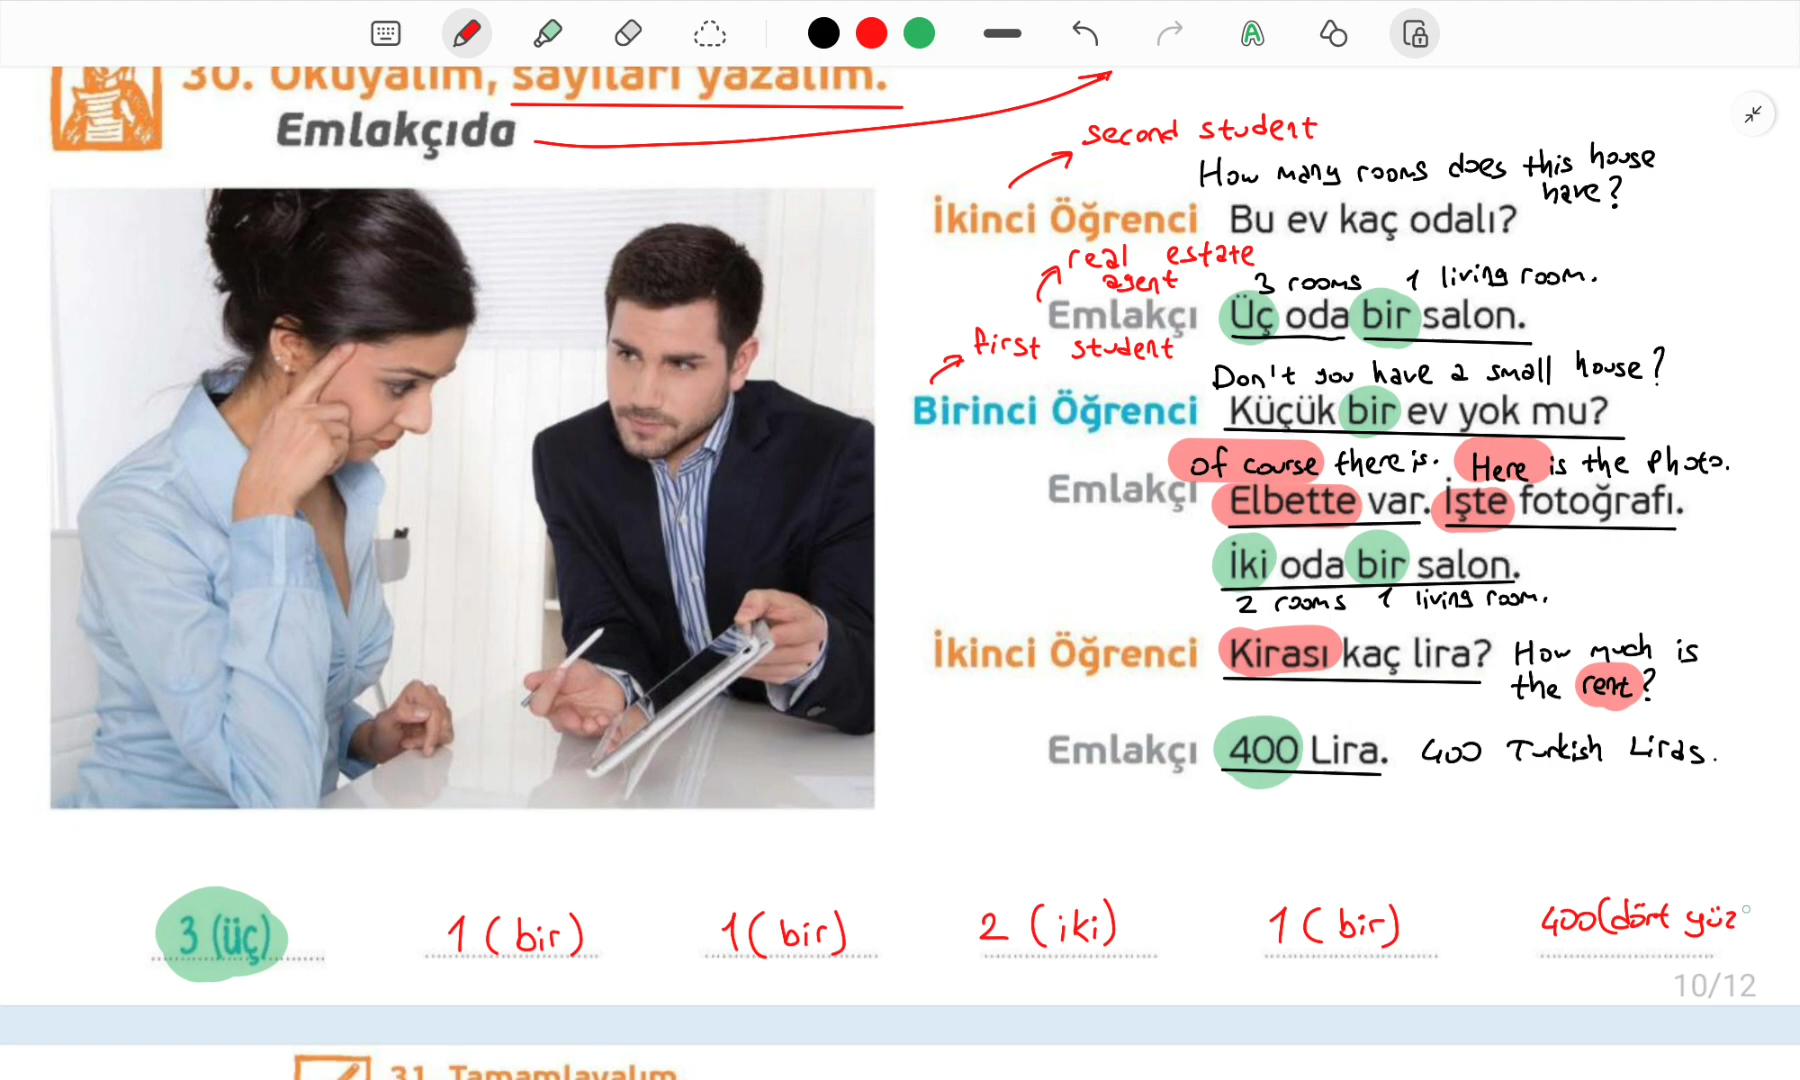 30. Okuyalım, sayıları yazalım.
Emlakçıda
second student
How many rooms does this house
have?
İkinci Öğrenci Bu ev kaç odalı?
real estate
agent
3 rooms 1 living room.
Emlakçı Üç oda bir salon.
first student
Don't you have a small house?
Birinci Öğrenci Küçük bir ev yok mu?
of course there is. Here is the photo.
Emlakçı Elbette var. İşte fotoğrafı.
İki oda bir salon.
2 rooms 1 living room.
İkinci Öğrenci Kirası kaç lira?
How much is
the rent?
Emlakçı 400 Lira. 400 Turkish Liras.
3 (üç) 1 (bir) 1 (bir) 2 (iki) 1 (bir) 400(dört yüz
10/12
31. Tamamlayalım.